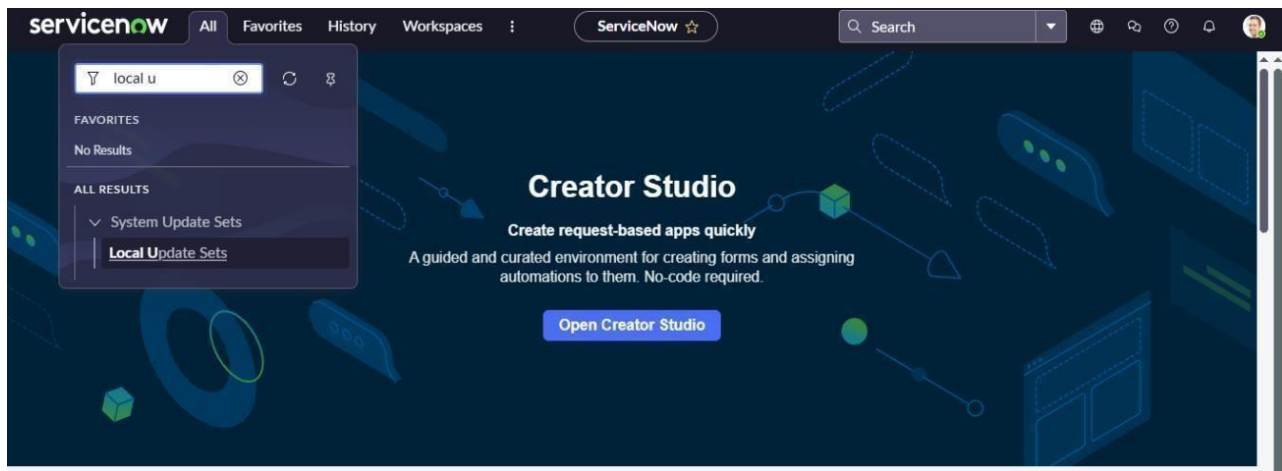 servicenow All Favorites History Workspaces ServiceNow Search
local u
FAVORITES
No Results
ALL RESULTS
System Update Sets
Local Update Sets
Creator Studio
Create request-based apps quickly
A guided and curated environment for creating forms and assigning
automations to them. No-code required.
Open Creator Studio